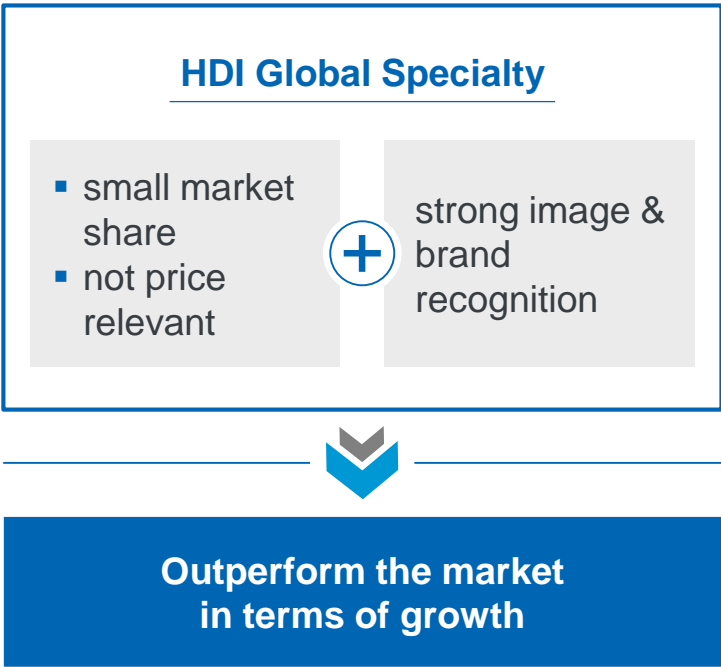 HDI Global Specialty
▪ small market
share
▪ not price
relevant
+
strong image &
brand
recognition
Outperform the market
in terms of growth